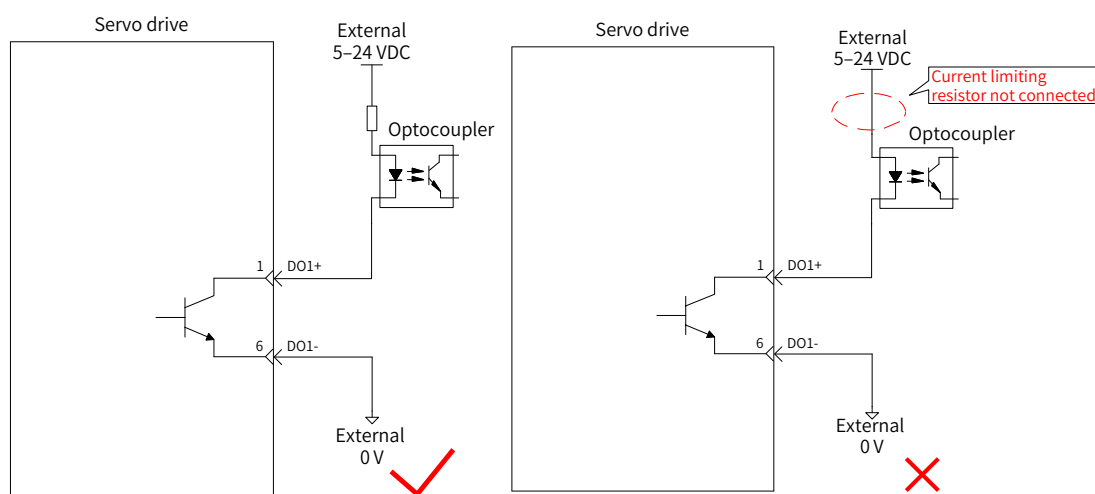 Servo drive
External
5–24 VDC
Optocoupler
1
DO1+
6
DO1-
External
0 V
Servo drive
External
5–24 VDC
Current limiting
resistor not connected
Optocoupler
1
DO1+
6
DO1-
External
0 V